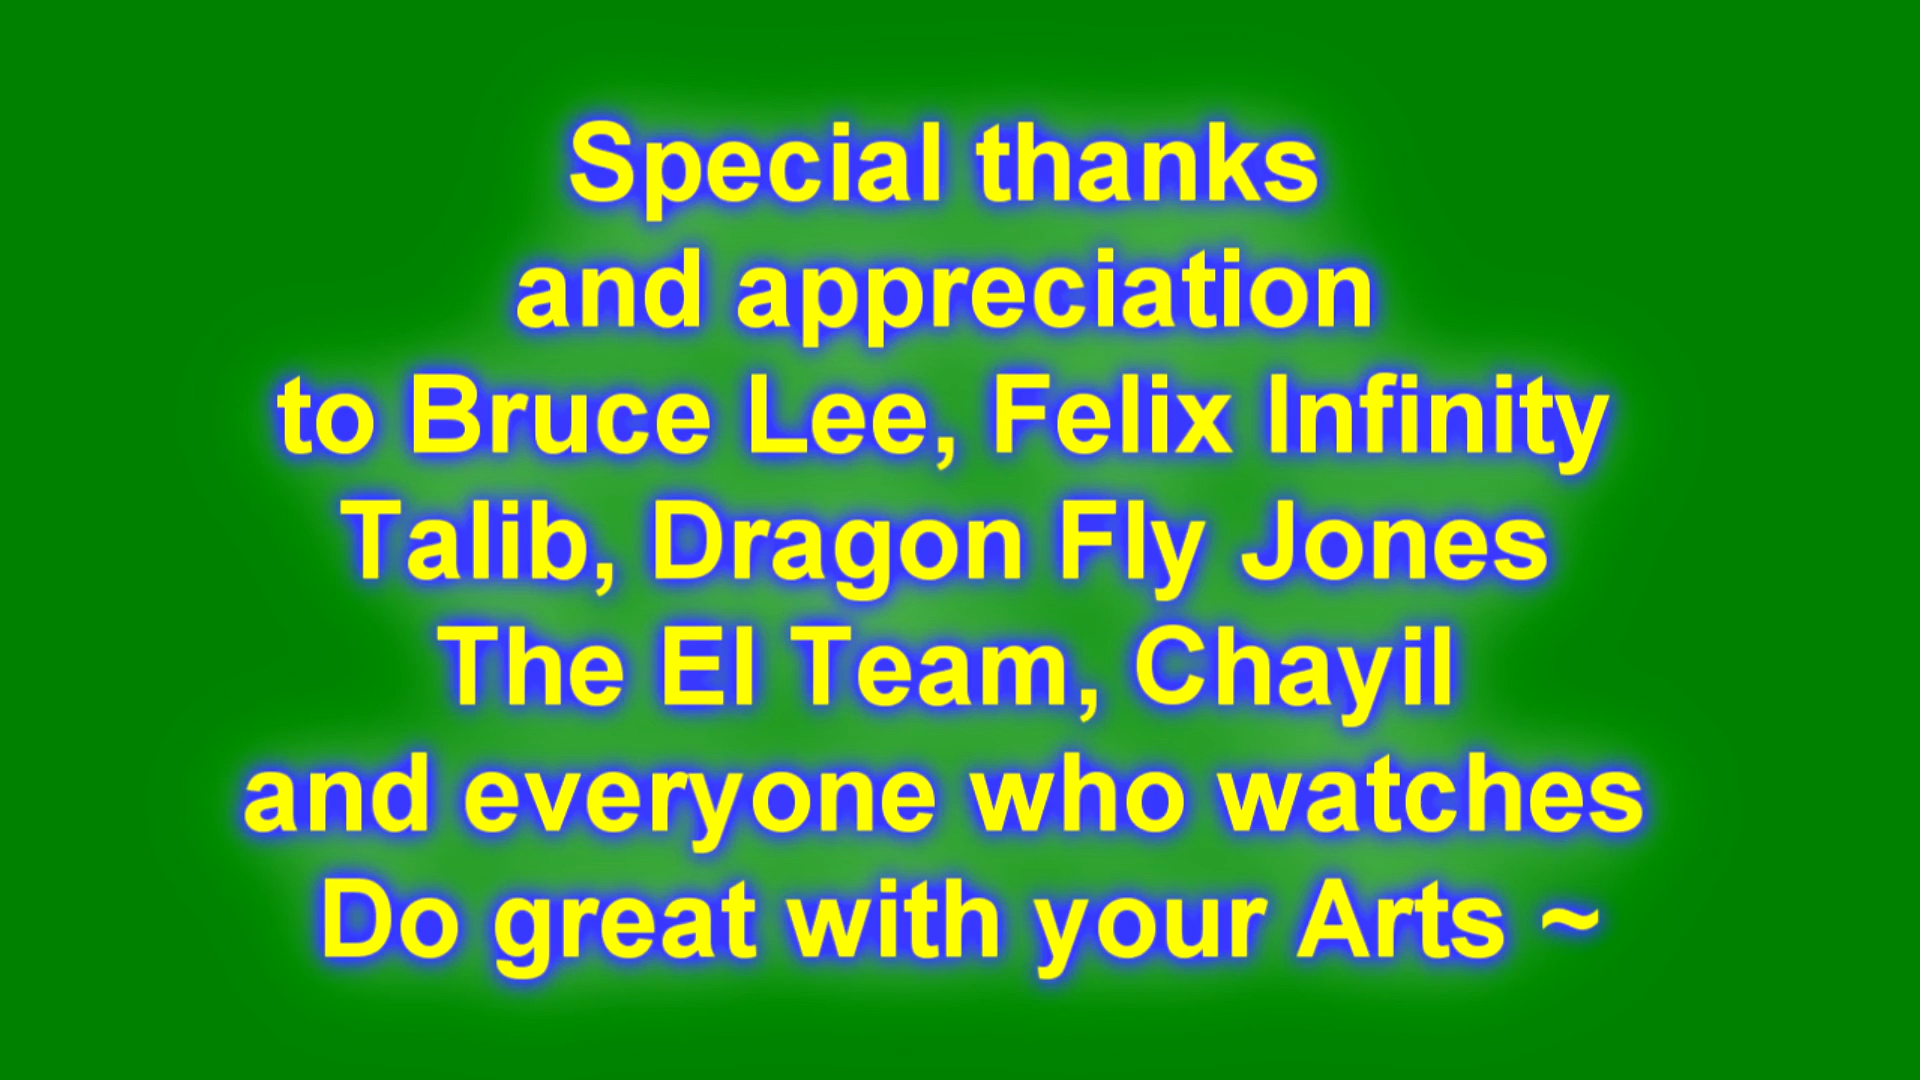 Special thanks
and appreciation
to Bruce Lee, Felix Infinity
Talib, Dragon Fly Jones
The El Team, Chayil
and everyone who watches
Do great with your Arts ~